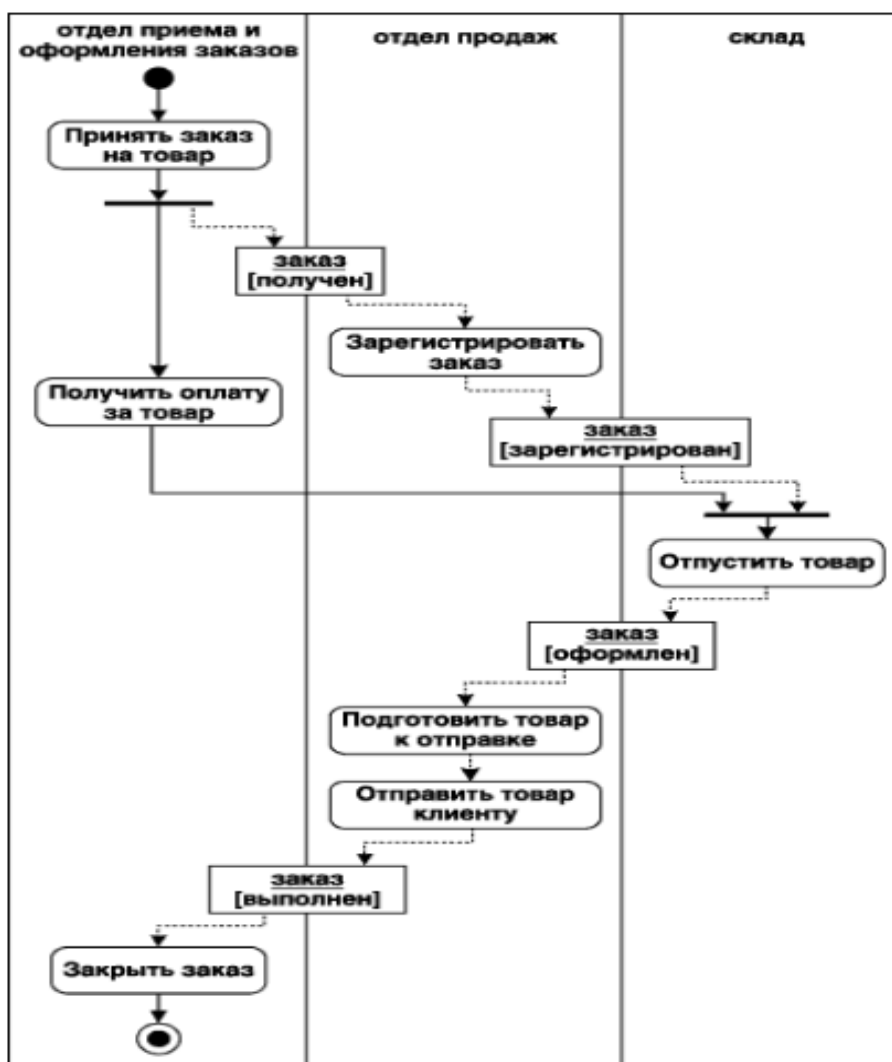 отдел приема и
оформления заказов
отдел продаж
склад
Принять заказ
на товар
заказ
[получен]
Зарегистрировать
заказ
Получить оплату
за товар
заказ
[зарегистрирован]
Отпустить товар
заказ
[оформлен]
Подготовить товар
к отправке
Отправить товар
клиенту
заказ
[выполнен]
Закрыть заказ